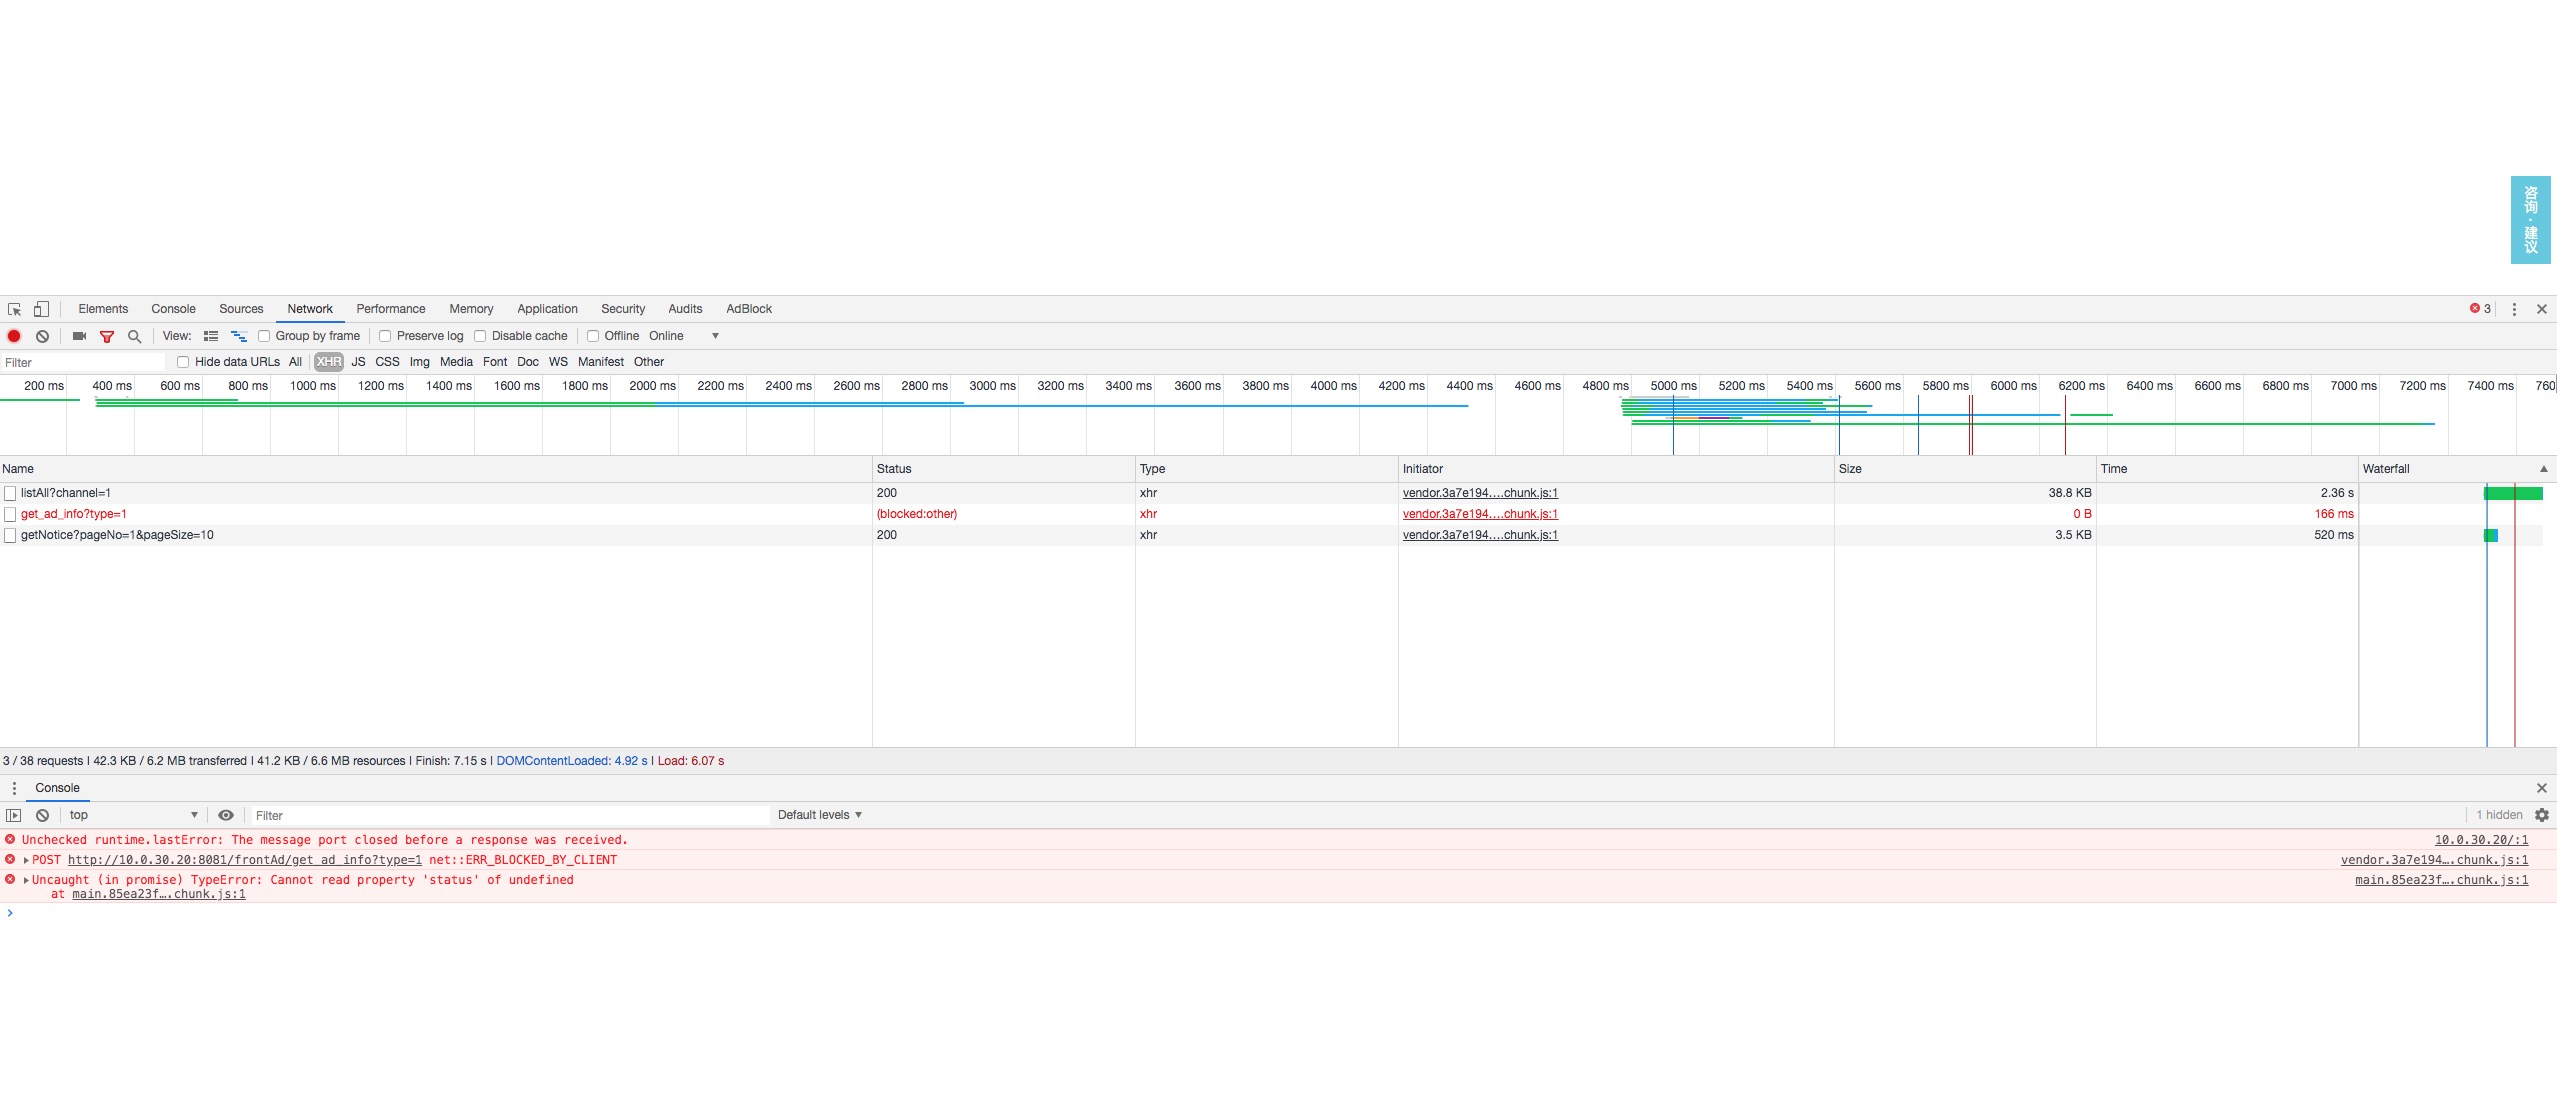 咨询·建议
Elements Console Sources Network Performance Memory Application Security Audits AdBlock 3
View: Group by frame Preserve log Disable cache Offline Online
Filter Hide data URLs All XHR JS CSS Img Media Font Doc WS Manifest Other
200 ms 400 ms 600 ms 800 ms 1000 ms 1200 ms 1400 ms 1600 ms 1800 ms 2000 ms 2200 ms 2400 ms 2600 ms 2800 ms 3000 ms 3200 ms 3400 ms 3600 ms 3800 ms 4000 ms 4200 ms 4400 ms 4600 ms 4800 ms 5000 ms 5200 ms 5400 ms 5600 ms 5800 ms 6000 ms 6200 ms 6400 ms 6600 ms 6800 ms 7000 ms 7200 ms 7400 ms 760
Name Status Type Initiator Size Time Waterfall
listAll?channel=1 200 xhr vendor.3a7e194….chunk.js:1 38.8 KB 2.36 s
get_ad_info?type=1 (blocked:other) xhr vendor.3a7e194….chunk.js:1 0 B 166 ms
getNotice?pageNo=1&pageSize=10 200 xhr vendor.3a7e194….chunk.js:1 3.5 KB 520 ms
3 / 38 requests | 42.3 KB / 6.2 MB transferred | 41.2 KB / 6.6 MB resources | Finish: 7.15 s | DOMContentLoaded: 4.92 s | Load: 6.07 s
Console
top Filter Default levels 1 hidden
Unchecked runtime.lastError: The message port closed before a response was received. 10.0.30.20/:1
POST http://10.0.30.20:8081/frontAd/get_ad_info?type=1 net::ERR_BLOCKED_BY_CLIENT vendor.3a7e194….chunk.js:1
Uncaught (in promise) TypeError: Cannot read property 'status' of undefined main.85ea23f….chunk.js:1
at main.85ea23f….chunk.js:1